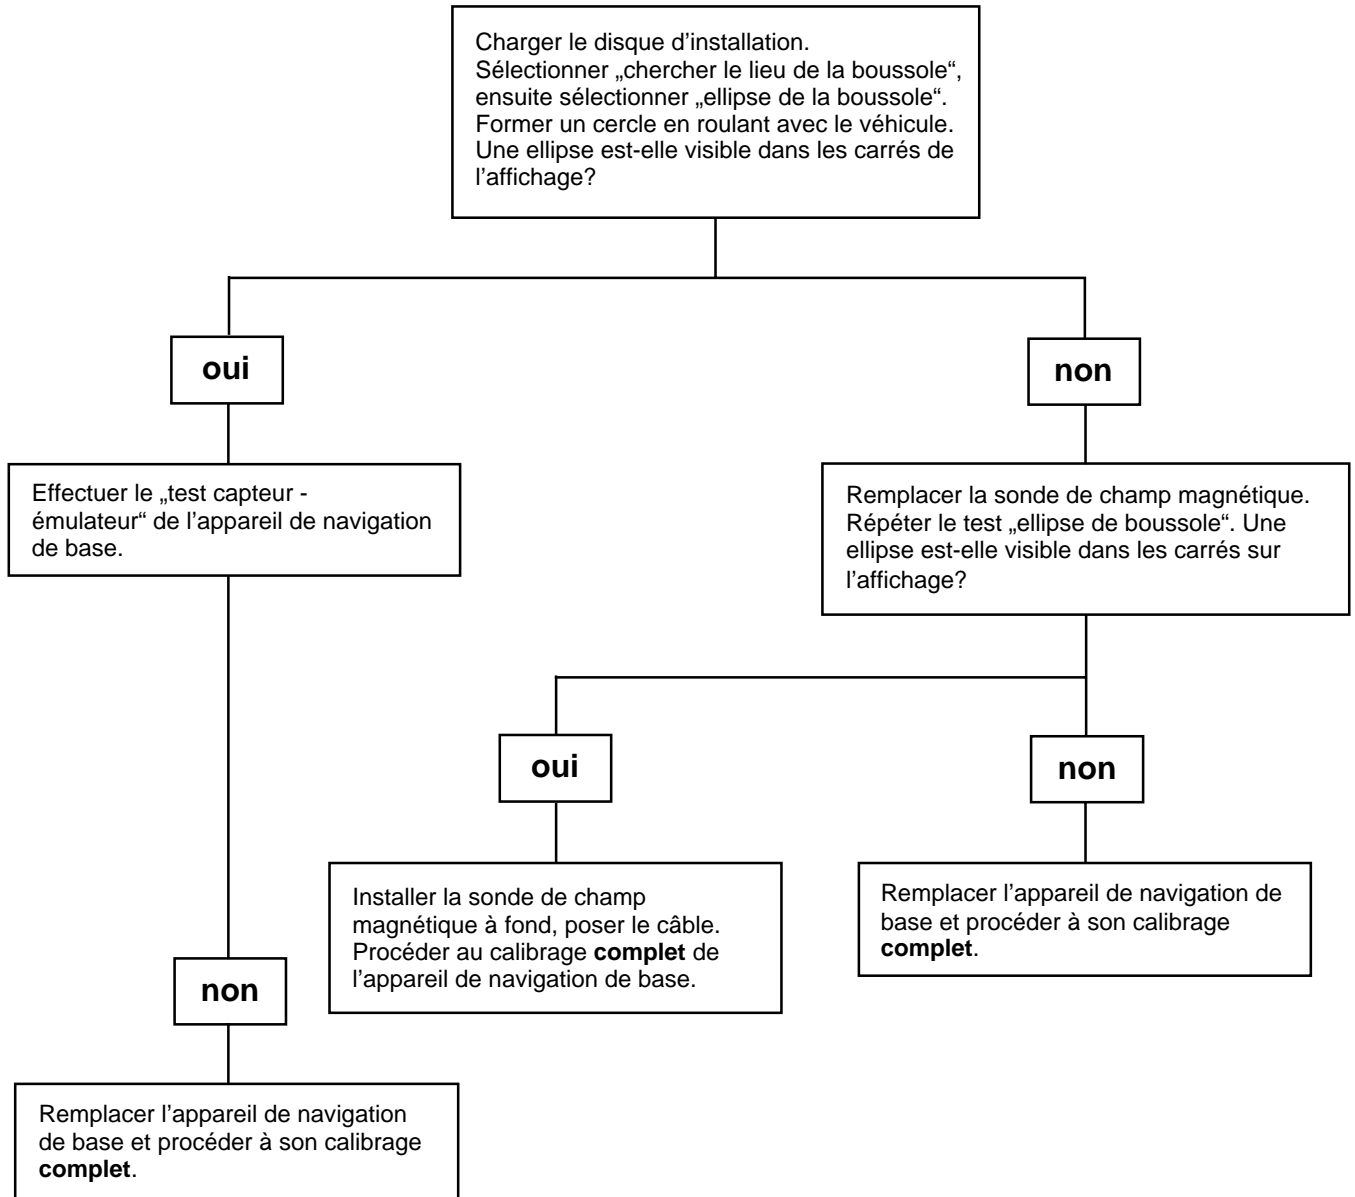 Charger le disque d’installation.
Sélectionner „chercher le lieu de la boussole“,
ensuite sélectionner „ellipse de la boussole“.
Former un cercle en roulant avec le véhicule.
Une ellipse est-elle visible dans les carrés de
l’affichage?
oui
non
Effectuer le „test capteur -
émulateur“ de l’appareil de navigation
de base.
Remplacer la sonde de champ magnétique.
Répéter le test „ellipse de boussole“. Une
ellipse est-elle visible dans les carrés sur
l’affichage?
oui
non
Installer la sonde de champ
magnétique à fond, poser le câble.
Procéder au calibrage complet de
l’appareil de navigation de base.
Remplacer l’appareil de navigation de
base et procéder à son calibrage
complet.
non
Remplacer l’appareil de navigation
de base et procéder à son calibrage
complet.